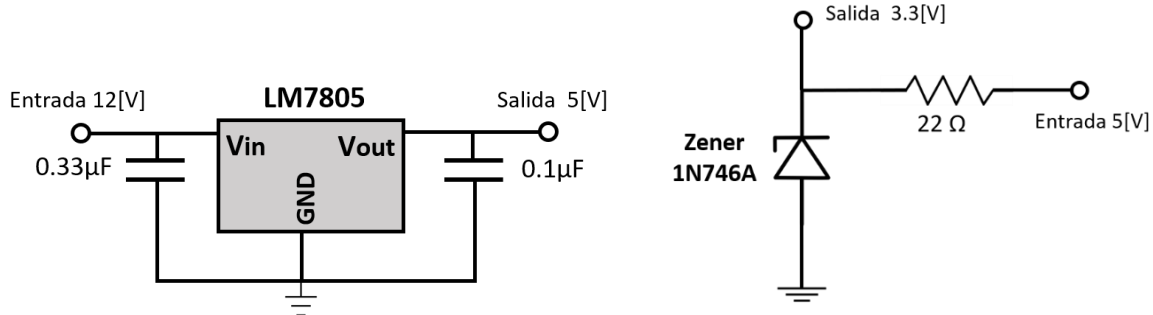 Entrada 12[V]
LM7805
Salida 5[V]
Vin
Vout
GND
0.33µF
0.1µF
Salida 3.3[V]
22 Ω
Entrada 5[V]
Zener
1N746A